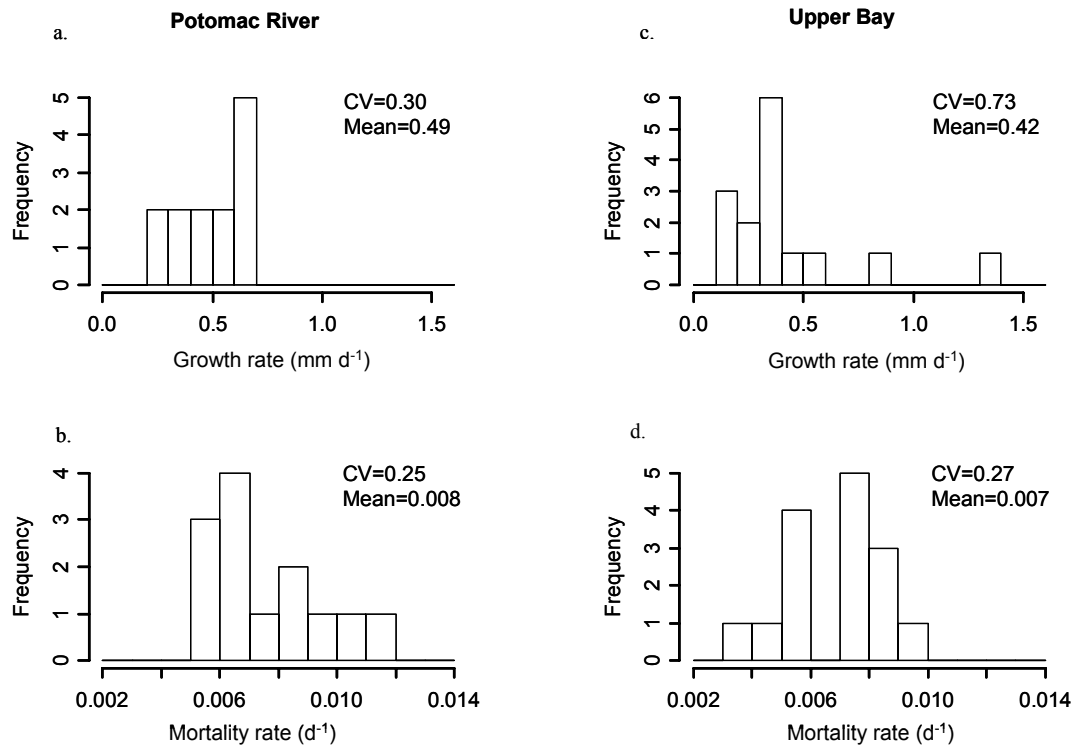 Potomac River
a.
CV=0.30
Mean=0.49
Frequency
0 1 2 3 4 5
0.0 0.5 1.0 1.5
Growth rate (mm d⁻¹)
b.
CV=0.25
Mean=0.008
Frequency
0 1 2 3 4
0.002 0.006 0.010 0.014
Mortality rate (d⁻¹)
Upper Bay
c.
CV=0.73
Mean=0.42
Frequency
0 1 2 3 4 5 6
0.0 0.5 1.0 1.5
Growth rate (mm d⁻¹)
d.
CV=0.27
Mean=0.007
Frequency
0 1 2 3 4 5
0.002 0.006 0.010 0.014
Mortality rate (d⁻¹)